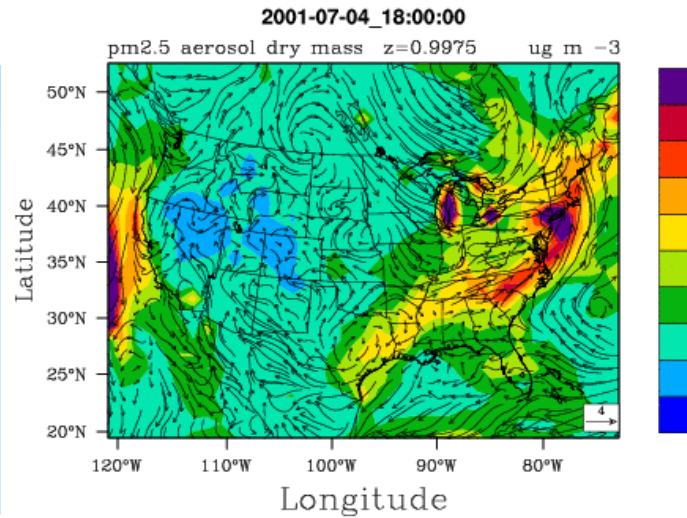 2001-07-04_18:00:00
pm2.5 aerosol dry mass z=0.9975 ug m -3
50°N
45°N
40°N
35°N
30°N
25°N
20°N
Latitude
4
120°W 110°W 100°W 90°W 80°W
Longitude